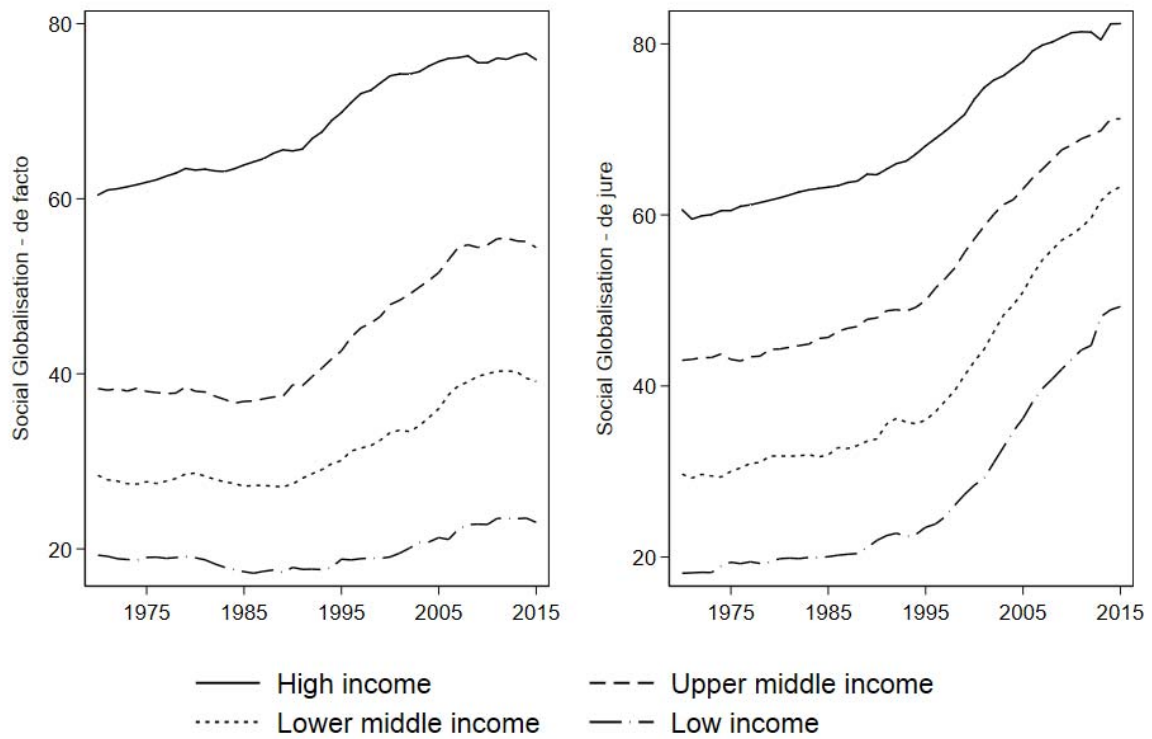 Social Globalisation - de facto
80
60
40
20
1975 1985 1995 2005 2015
Social Globalisation - de jure
80
60
40
20
1975 1985 1995 2005 2015
High income
Upper middle income
Lower middle income
Low income